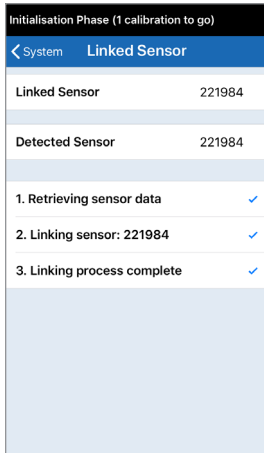 Initialisation Phase (1 calibration to go)
System Linked Sensor
Linked Sensor 221984
Detected Sensor 221984
1. Retrieving sensor data
2. Linking sensor: 221984
3. Linking process complete